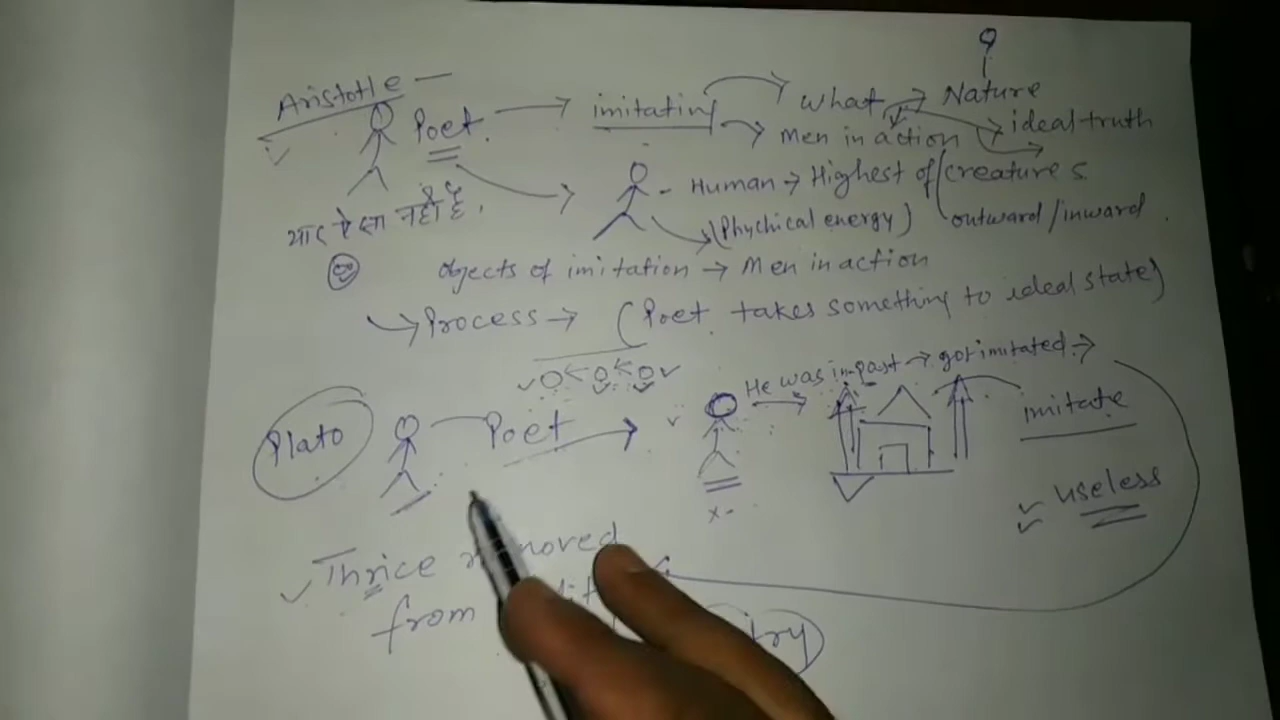 Aristotle —
Poet → imitating → what → Nature
→ Men in action → ideal truth
Human → Highest of creatures
(Phychical energy) outward/inward.
यार ऐसा नहीं है.
objects of imitation → Men in action
→ Process → (Poet takes something to ideal state)
He was in past → got imitated →
Plato Poet → imitate
useless
Thrice
from